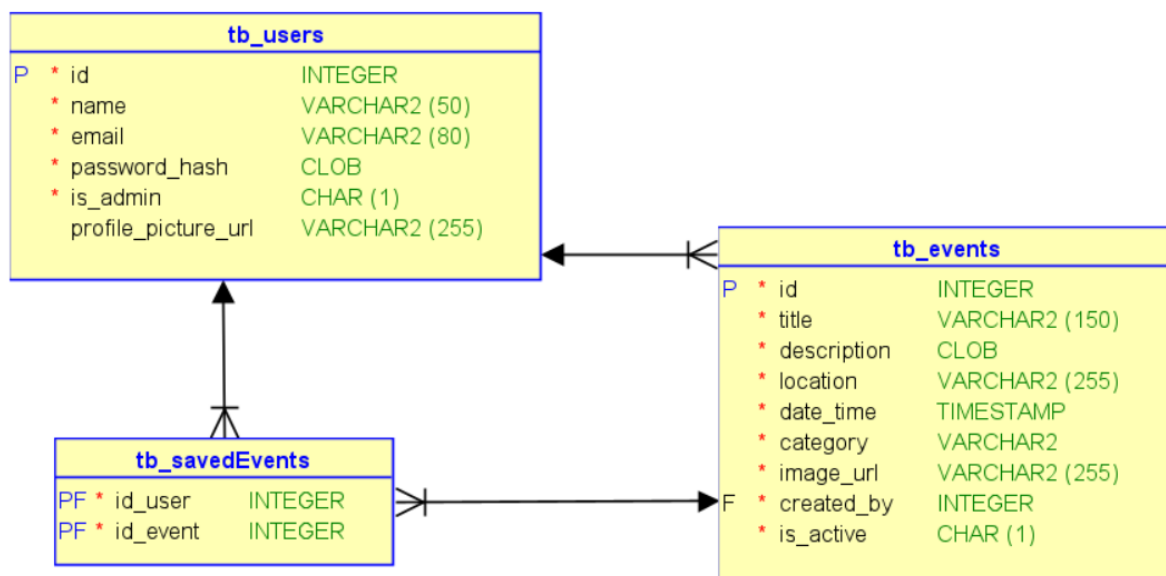 tb_users
P * id INTEGER
* name VARCHAR2 (50)
* email VARCHAR2 (80)
* password_hash CLOB
* is_admin CHAR (1)
profile_picture_url VARCHAR2 (255)
tb_events
P * id INTEGER
* title VARCHAR2 (150)
* description CLOB
* location VARCHAR2 (255)
* date_time TIMESTAMP
* category VARCHAR2
* image_url VARCHAR2 (255)
F * created_by INTEGER
* is_active CHAR (1)
tb_savedEvents
PF * id_user INTEGER
PF * id_event INTEGER